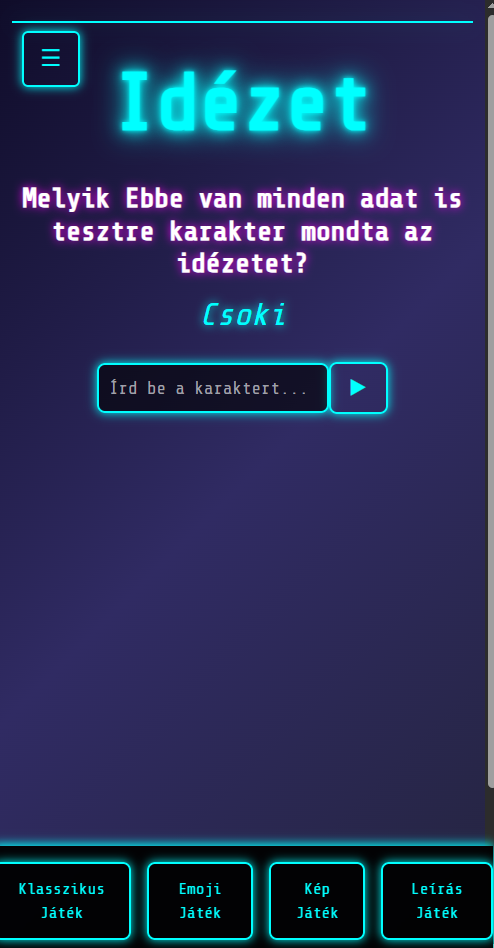 ☰
Idézet
Melyik Ebbe van minden adat is
tesztre karakter mondta az
idézetet?
Csoki
Írd be a karaktert...
Klasszikus
Játék
Emoji
Játék
Kép
Játék
Leírás
Játék